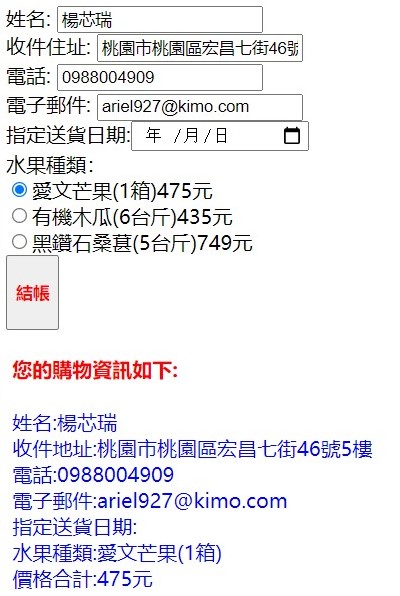 姓名: 楊芯瑞
收件住址: 桃園市桃園區宏昌七街46號
電話: 0988004909
電子郵件: ariel927@kimo.com
指定送貨日期: 年 /月/日
水果種類:
愛文芒果(1箱)475元
有機木瓜(6台斤)435元
黑鑽石桑葚(5台斤)749元
結帳
您的購物資訊如下:
姓名:楊芯瑞
收件地址:桃園市桃園區宏昌七街46號5樓
電話:0988004909
電子郵件:ariel927@kimo.com
指定送貨日期:
水果種類:愛文芒果(1箱)
價格合計:475元